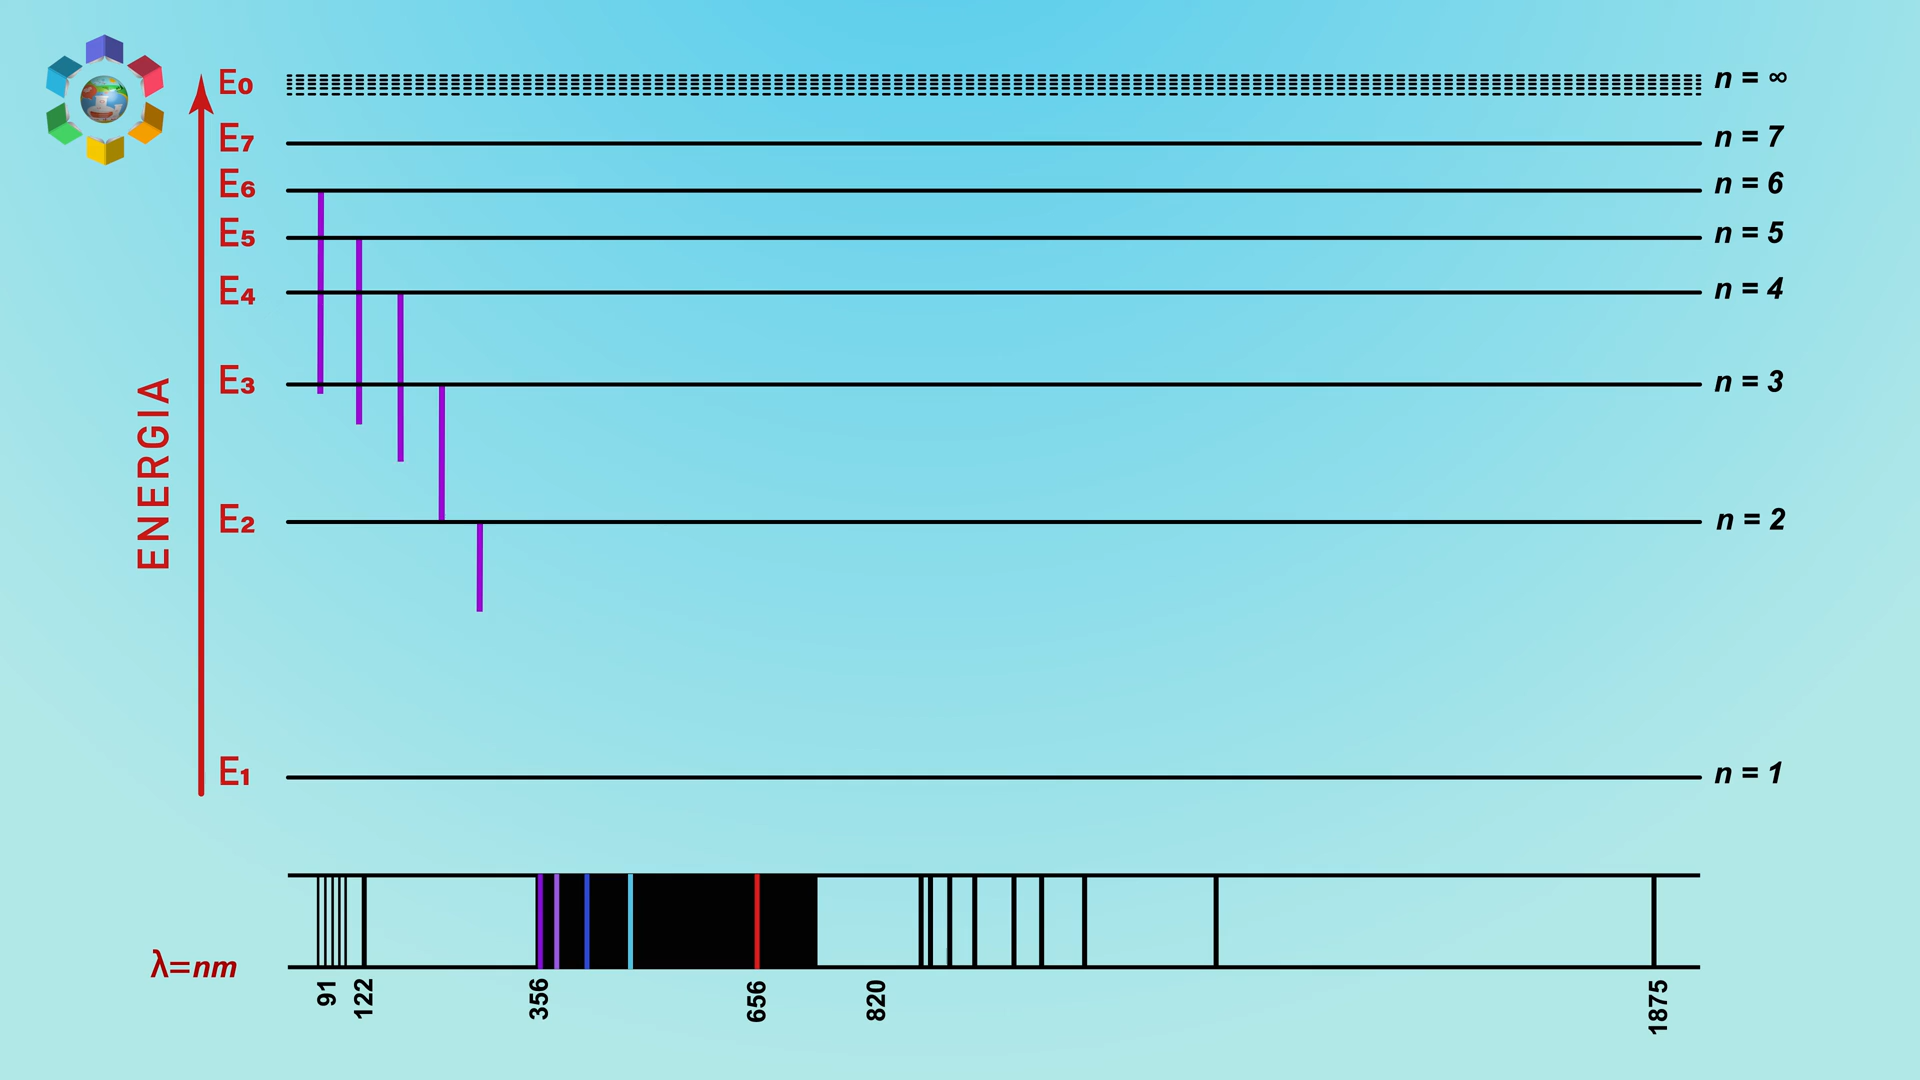 E₀ n = ∞
E₇ n = 7
E₆ n = 6
E₅ n = 5
E₄ n = 4
E₃ n = 3
E₂ n = 2
E₁ n = 1
ENERGIA
λ=nm
91
122
356
656
820
1875